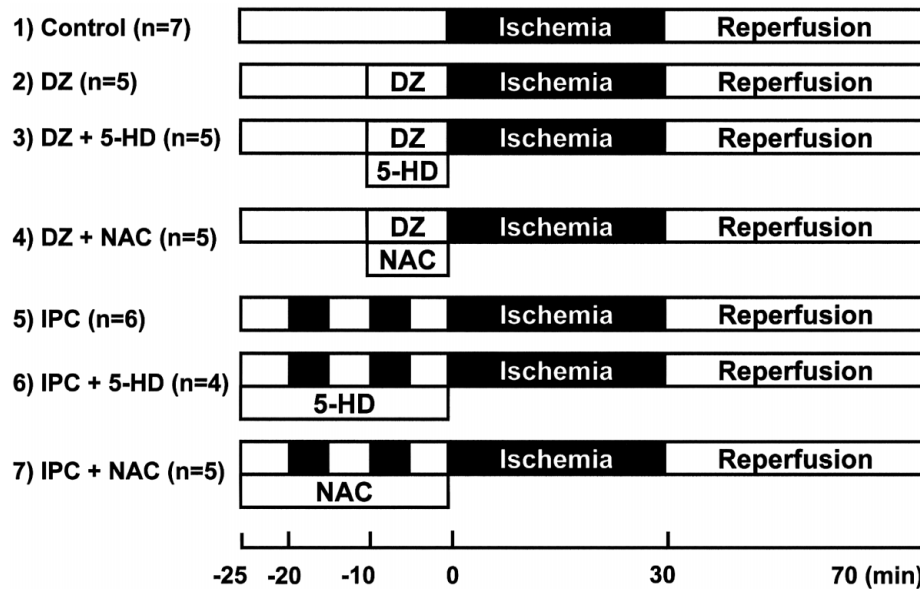 1) Control (n=7) Ischemia Reperfusion
2) DZ (n=5) DZ Ischemia Reperfusion
3) DZ + 5-HD (n=5) DZ Ischemia Reperfusion
5-HD
4) DZ + NAC (n=5) DZ Ischemia Reperfusion
NAC
5) IPC (n=6) Ischemia Reperfusion
6) IPC + 5-HD (n=4) Ischemia Reperfusion
5-HD
7) IPC + NAC (n=5) Ischemia Reperfusion
NAC
-25 -20 -10 0 30 70 (min)